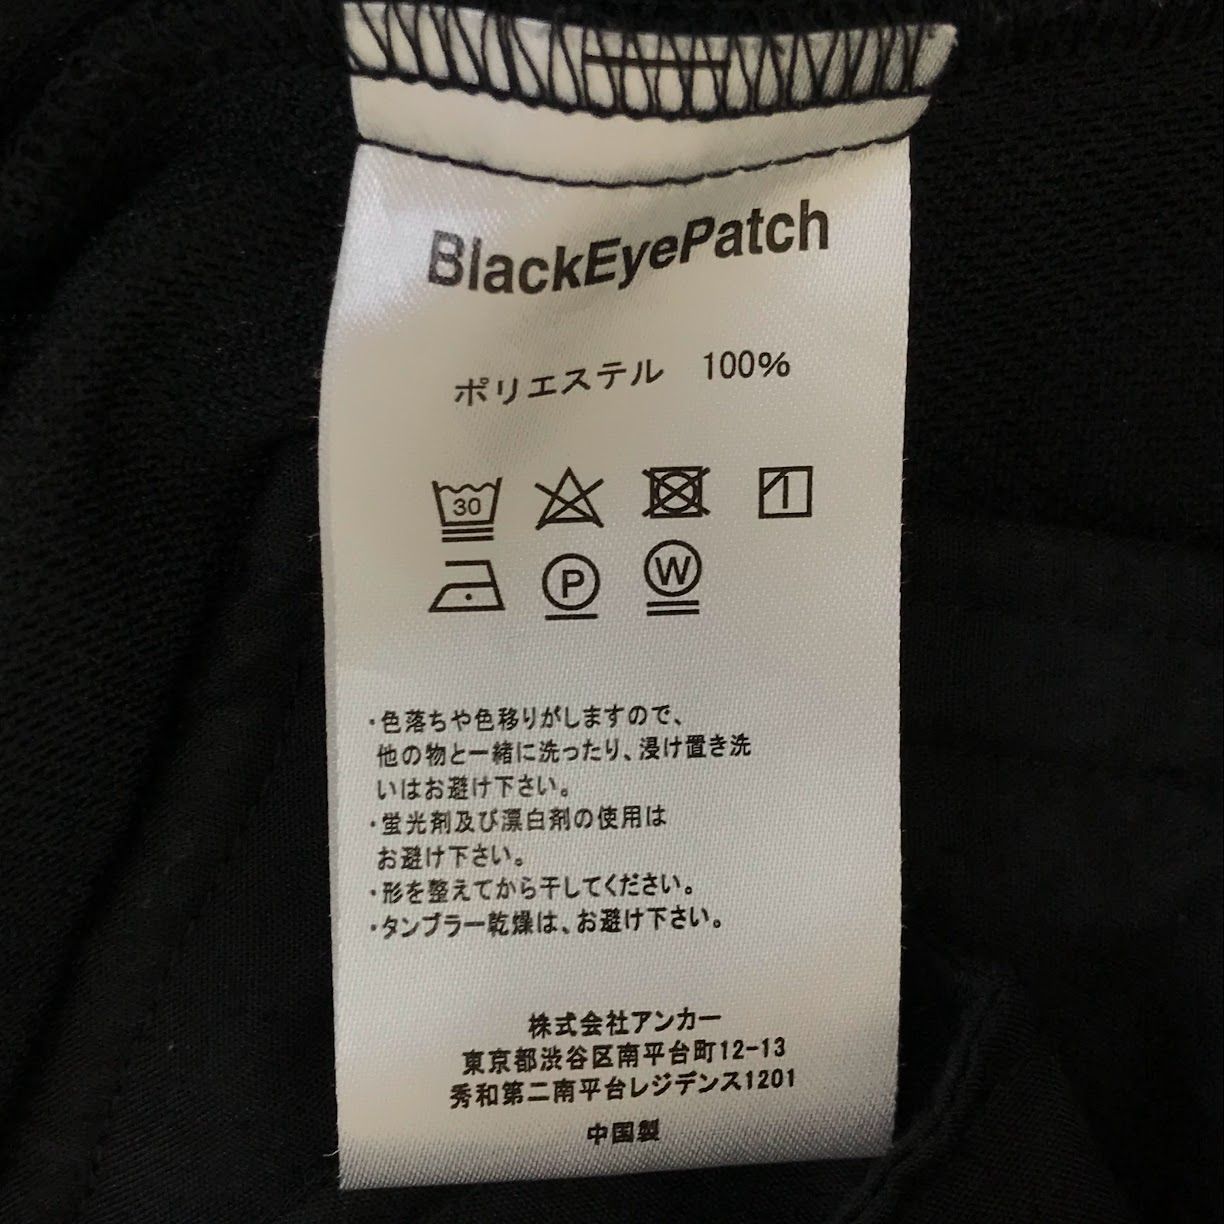 BlackEyePatch
ポリエステル 100%
30
P
W
・色落ちや色移りがしますので、
他の物と一緒に洗ったり、浸け置き洗
いはお避け下さい。
・蛍光剤及び漂白剤の使用は
お避け下さい。
・形を整えてから干してください。
・タンブラー乾燥は、お避け下さい。
株式会社アンカー
東京都渋谷区南平台町12-13
秀和第二南平台レジデンス1201
中国製